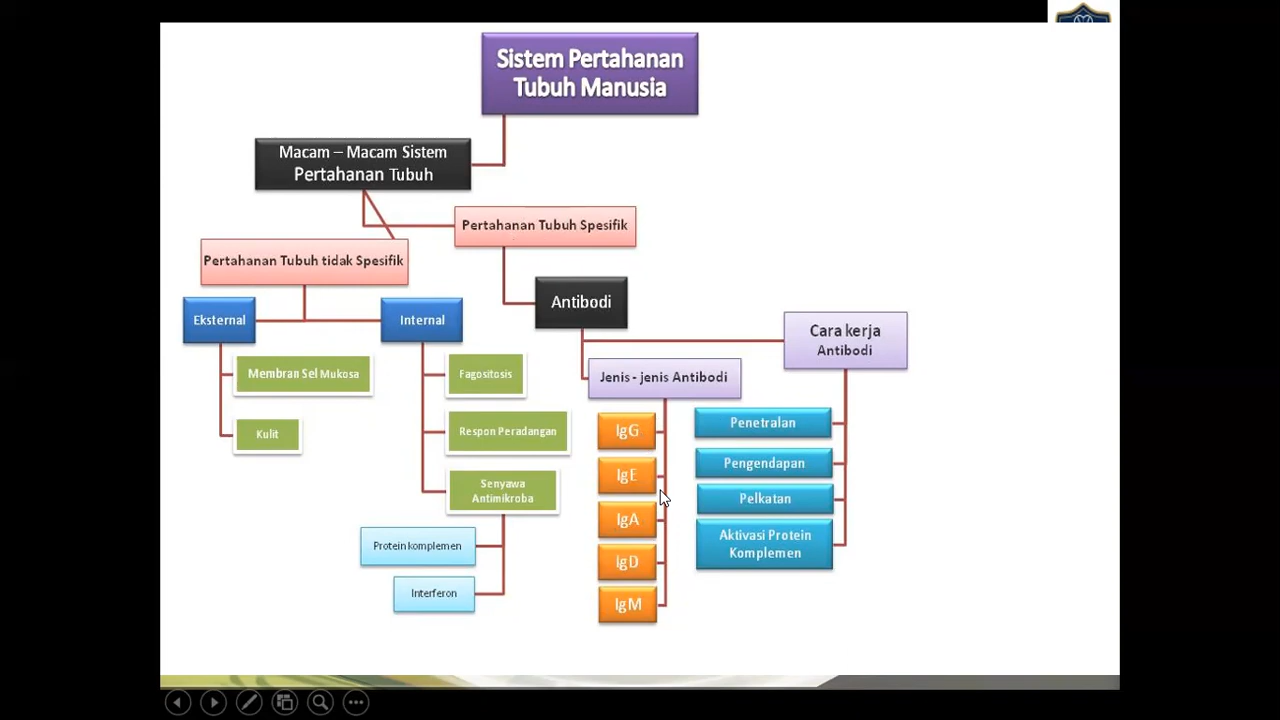 Sistem Pertahanan
Tubuh Manusia
Macam – Macam Sistem
Pertahanan Tubuh
Pertahanan Tubuh Spesifik
Pertahanan Tubuh tidak Spesifik
Antibodi
Eksternal
Internal
Cara kerja
Antibodi
Membran Sel Mukosa
Fagositosis
Jenis - jenis Antibodi
Kulit
Respon Peradangan
IgG
Penetralan
Senyawa
Antimikroba
IgE
Pengendapan
IgA
Pelkatan
Protein komplemen
IgD
Aktivasi Protein
Komplemen
Interferon
IgM